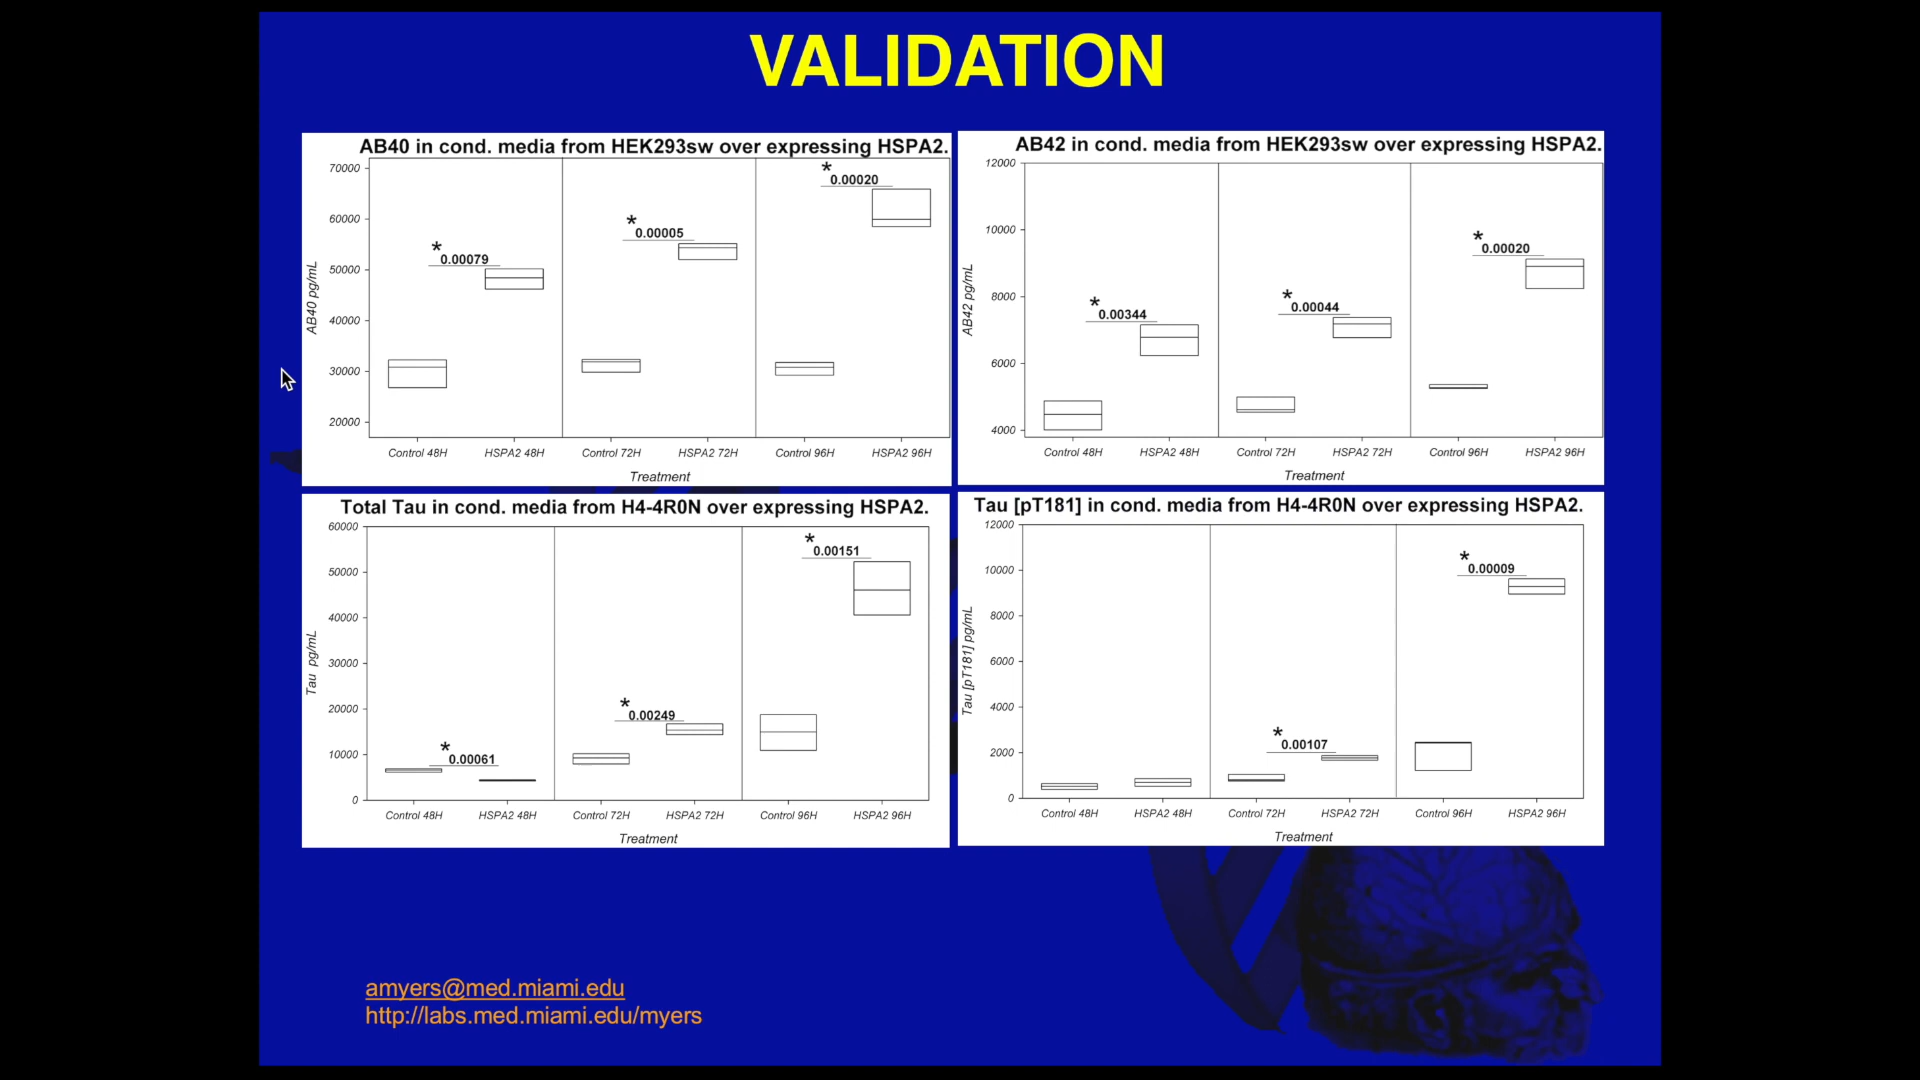 VALIDATION
AB40 in cond. media from HEK293sw over expressing HSPA2.
70000
60000
50000
40000
30000
20000
AB40 pg/mL
* 0.00079
* 0.00005
* 0.00020
Control 48H HSPA2 48H Control 72H HSPA2 72H Control 96H HSPA2 96H
Treatment
AB42 in cond. media from HEK293sw over expressing HSPA2.
12000
10000
8000
6000
4000
AB42 pg/mL
* 0.00344
* 0.00044
* 0.00020
Control 48H HSPA2 48H Control 72H HSPA2 72H Control 96H HSPA2 96H
Treatment
Total Tau in cond. media from H4-4R0N over expressing HSPA2.
60000
50000
40000
30000
20000
10000
0
Tau pg/mL
* 0.00061
* 0.00249
* 0.00151
Control 48H HSPA2 48H Control 72H HSPA2 72H Control 96H HSPA2 96H
Treatment
Tau [pT181] in cond. media from H4-4R0N over expressing HSPA2.
12000
10000
8000
6000
4000
2000
0
Tau [pT181] pg/mL
* 0.00107
* 0.00009
Control 48H HSPA2 48H Control 72H HSPA2 72H Control 96H HSPA2 96H
Treatment
amyers@med.miami.edu
http://labs.med.miami.edu/myers